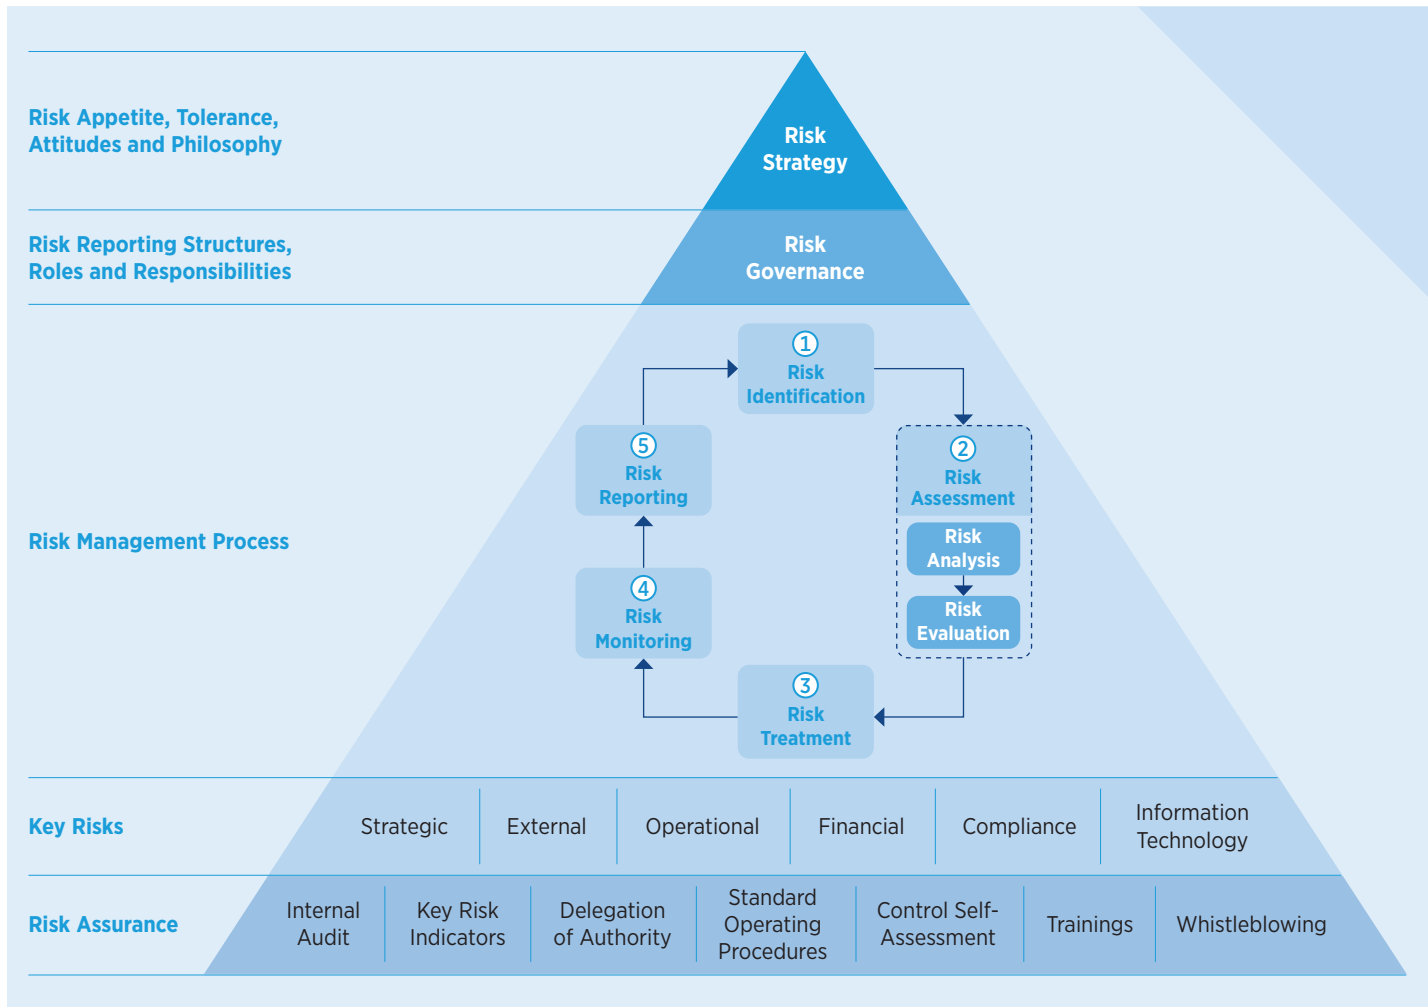 Risk Appetite, Tolerance,
Attitudes and Philosophy
Risk
Strategy
Risk Reporting Structures,
Roles and Responsibilities
Risk
Governance
Risk Management Process
1
Risk
Identification
2
Risk
Assessment
Risk
Analysis
Risk
Evaluation
3
Risk
Treatment
4
Risk
Monitoring
5
Risk
Reporting
Key Risks
Strategic
External
Operational
Financial
Compliance
Information
Technology
Risk Assurance
Internal
Audit
Key Risk
Indicators
Delegation
of Authority
Standard
Operating
Procedures
Control Self-
Assessment
Trainings
Whistleblowing